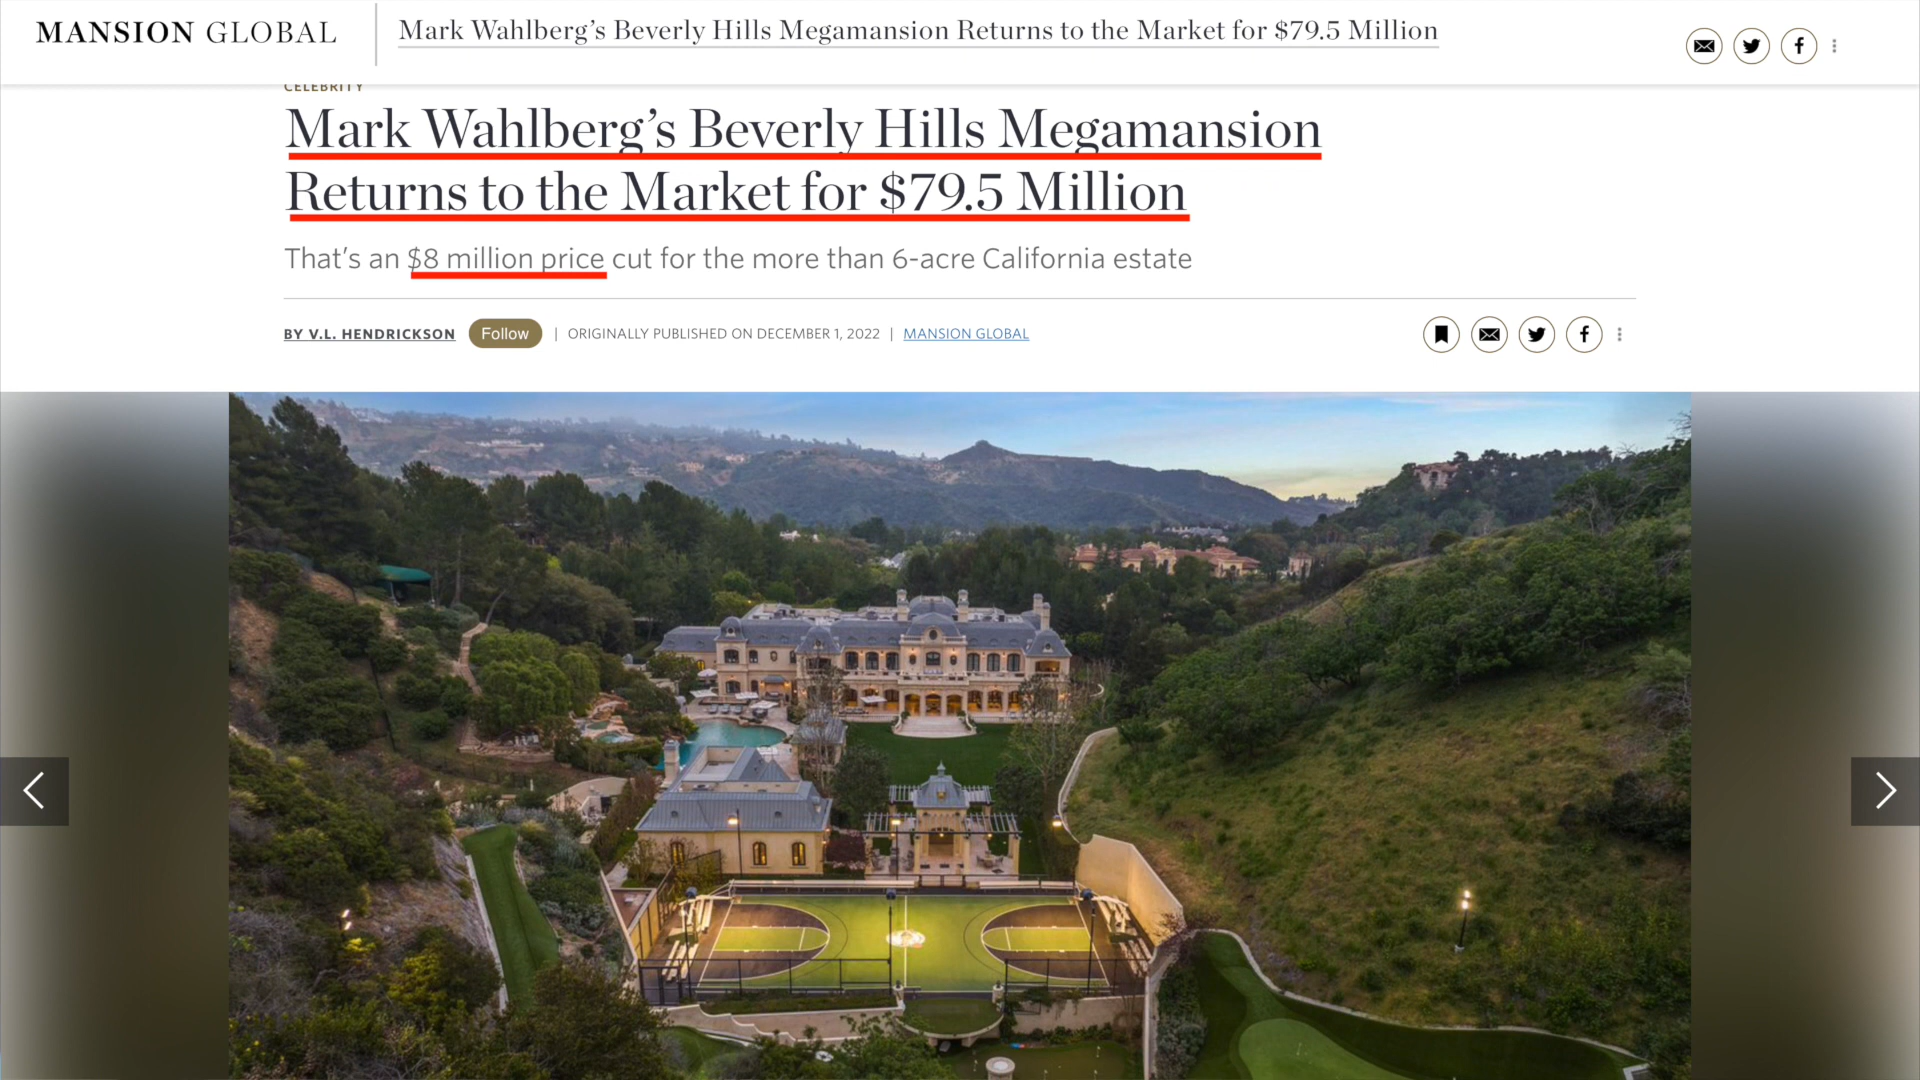 MANSION GLOBAL
Mark Wahlberg's Beverly Hills Megamansion Returns to the Market for $79.5 Million
CELEBRITY
Mark Wahlberg's Beverly Hills Megamansion
Returns to the Market for $79.5 Million
That's an $8 million price cut for the more than 6-acre California estate
BY V.L. HENDRICKSON Follow | ORIGINALLY PUBLISHED ON DECEMBER 1, 2022 | MANSION GLOBAL